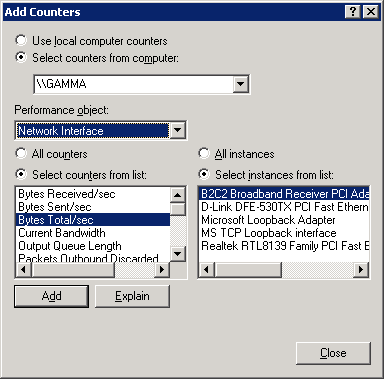 Add Counters
Use local computer counters
Select counters from computer:
\\GAMMA
Performance object:
Network Interface
All counters
All instances
Select counters from list:
Select instances from list:
Bytes Received/sec
Bytes Sent/sec
Bytes Total/sec
Current Bandwidth
Output Queue Length
Packets Outbound Discarded
B2C2 Broadband Receiver PCI Ada
D-Link DFE-530TX PCI Fast Ethern
Microsoft Loopback Adapter
MS TCP Loopback interface
Realtek RTL8139 Family PCI Fast E
Add
Explain
Close